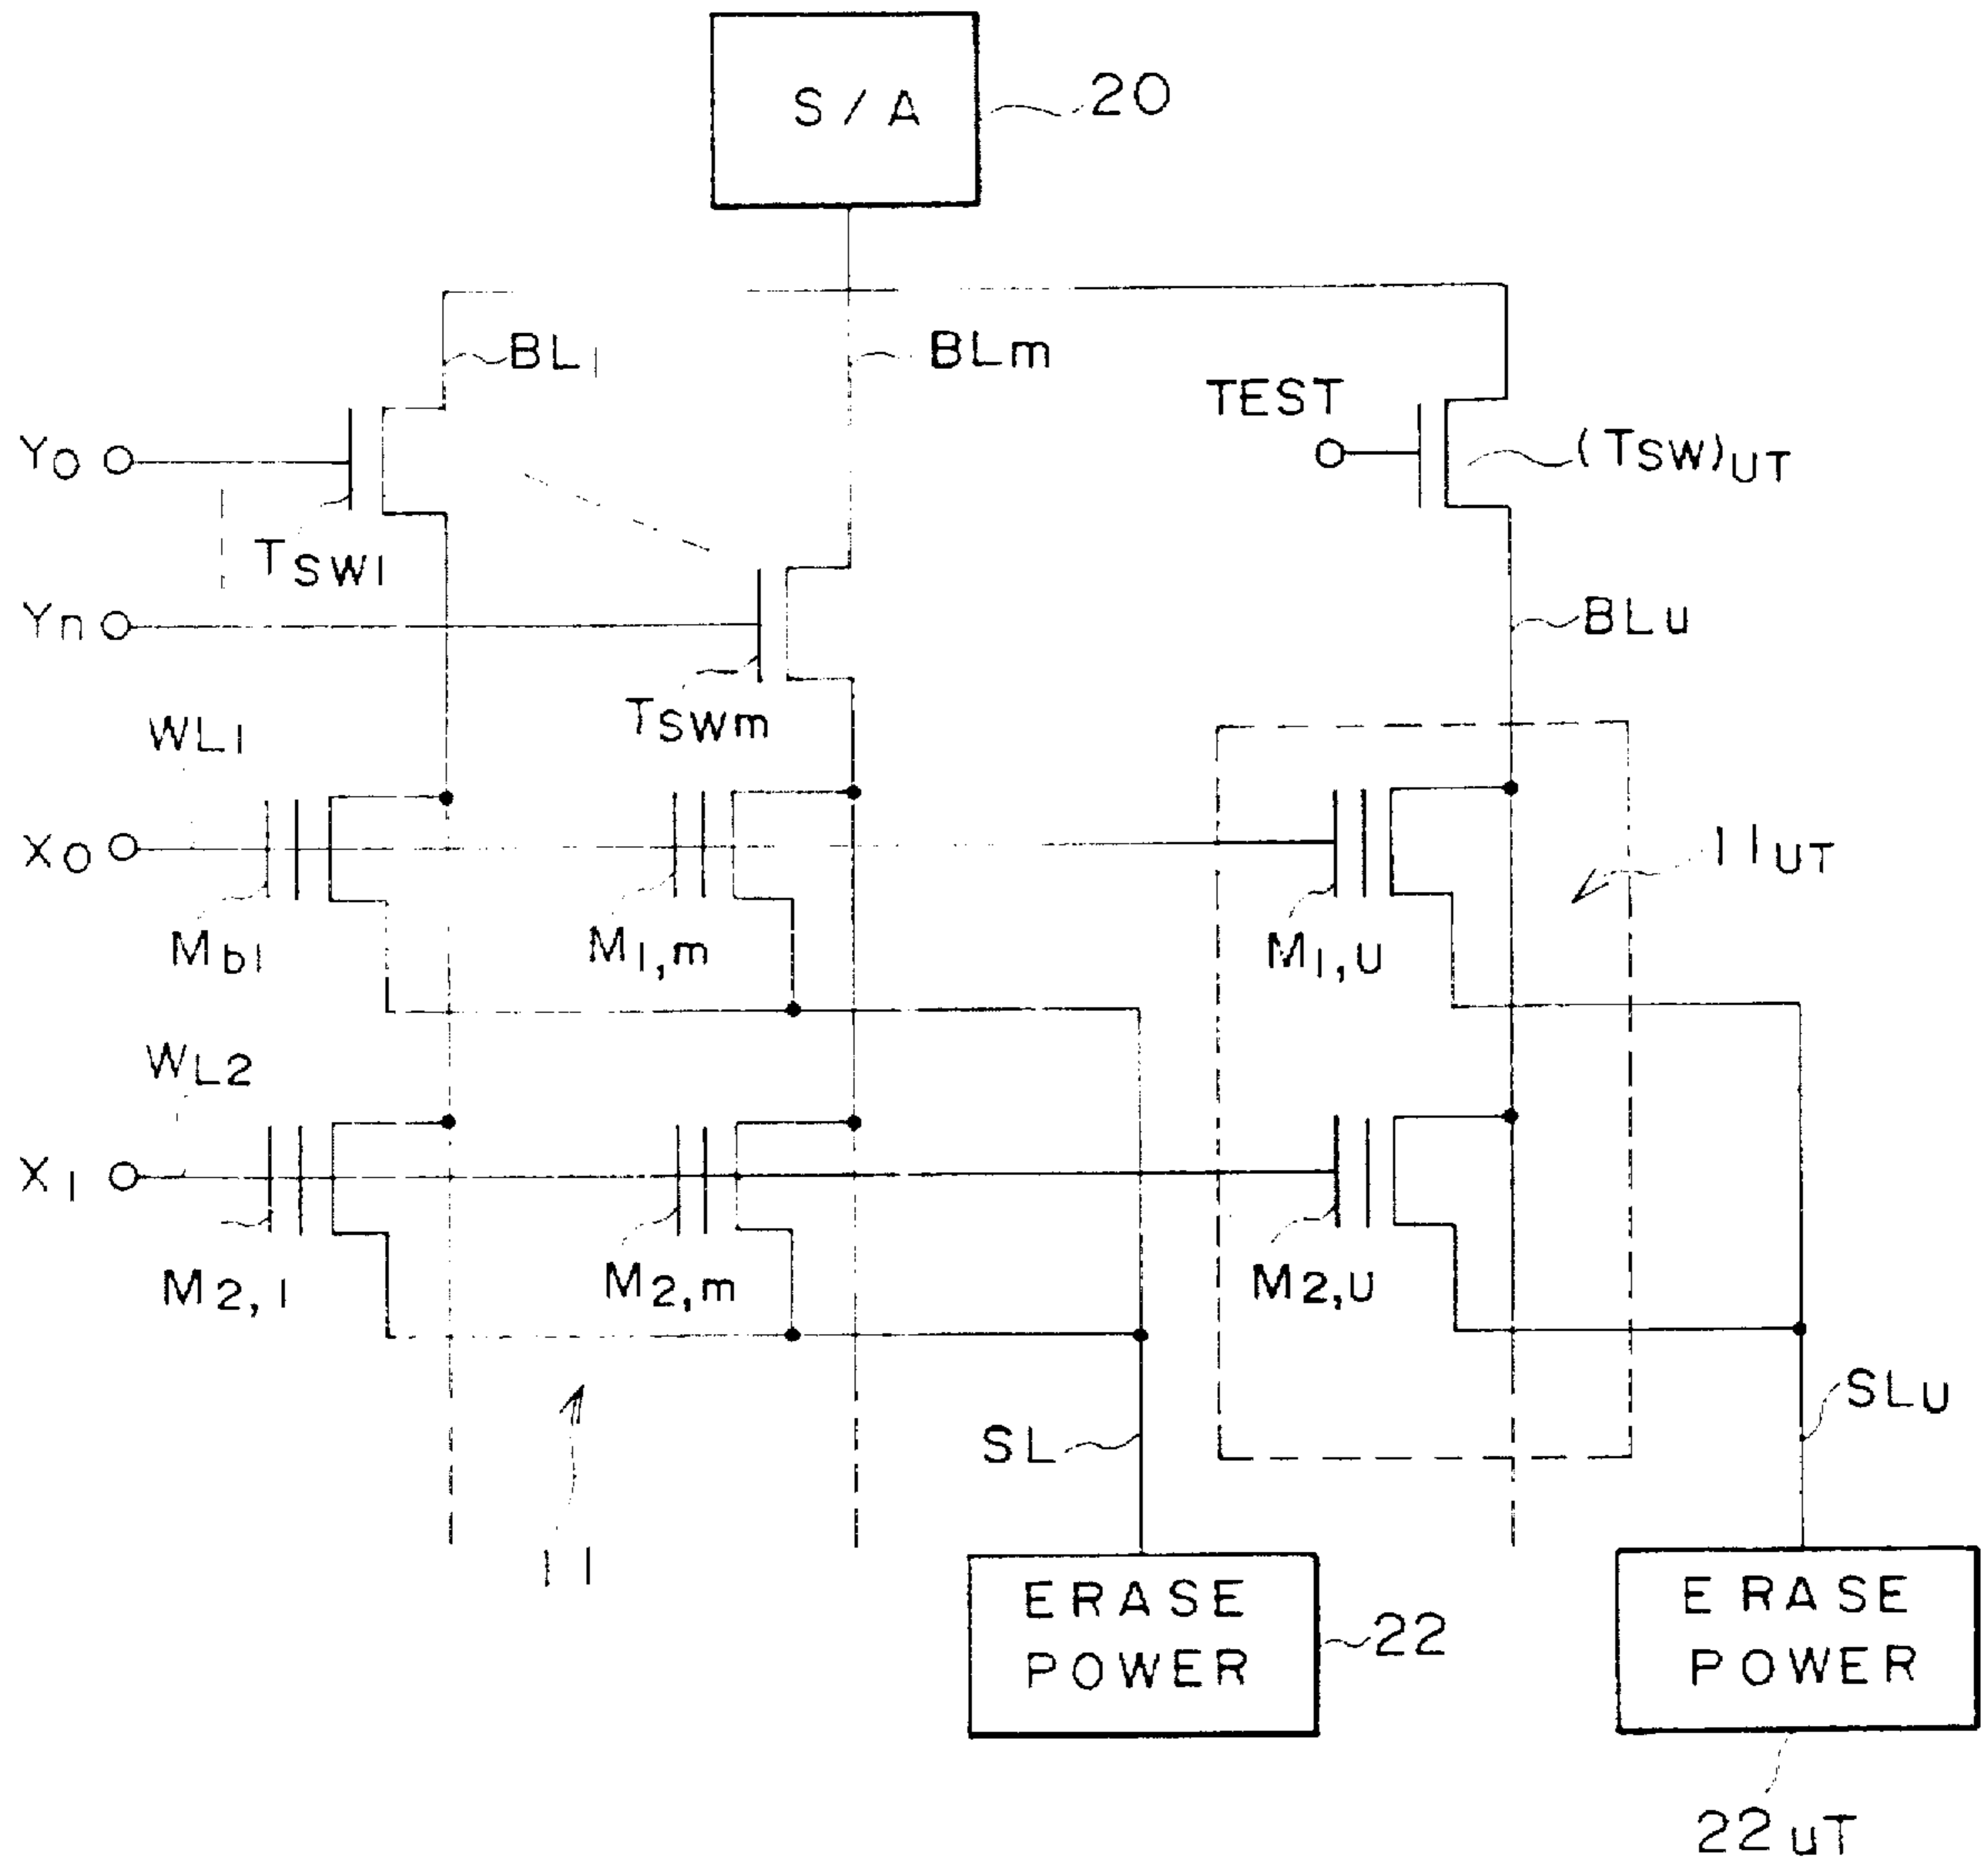 S/A
20
BL1
BLm
TEST
Y0
(TSW)UT
TSW1
Yn
BLu
TSWm
WL1
X0
11UT
Mb1
M1,m
M1,U
WL2
X1
M2,1
M2,m
M2,U
SL
SLU
11
ERASE
POWER
22
ERASE
POWER
22uT